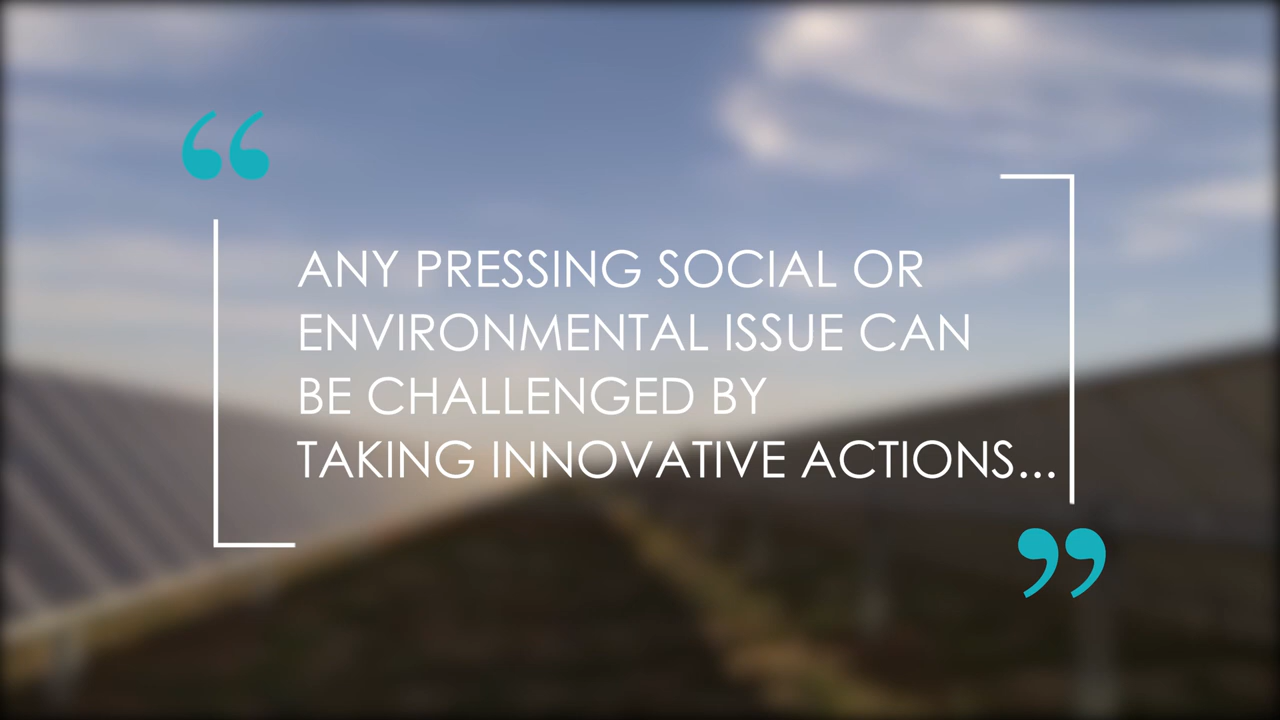 “
ANY PRESSING SOCIAL OR
ENVIRONMENTAL ISSUE CAN
BE CHALLENGED BY
TAKING INNOVATIVE ACTIONS...
”